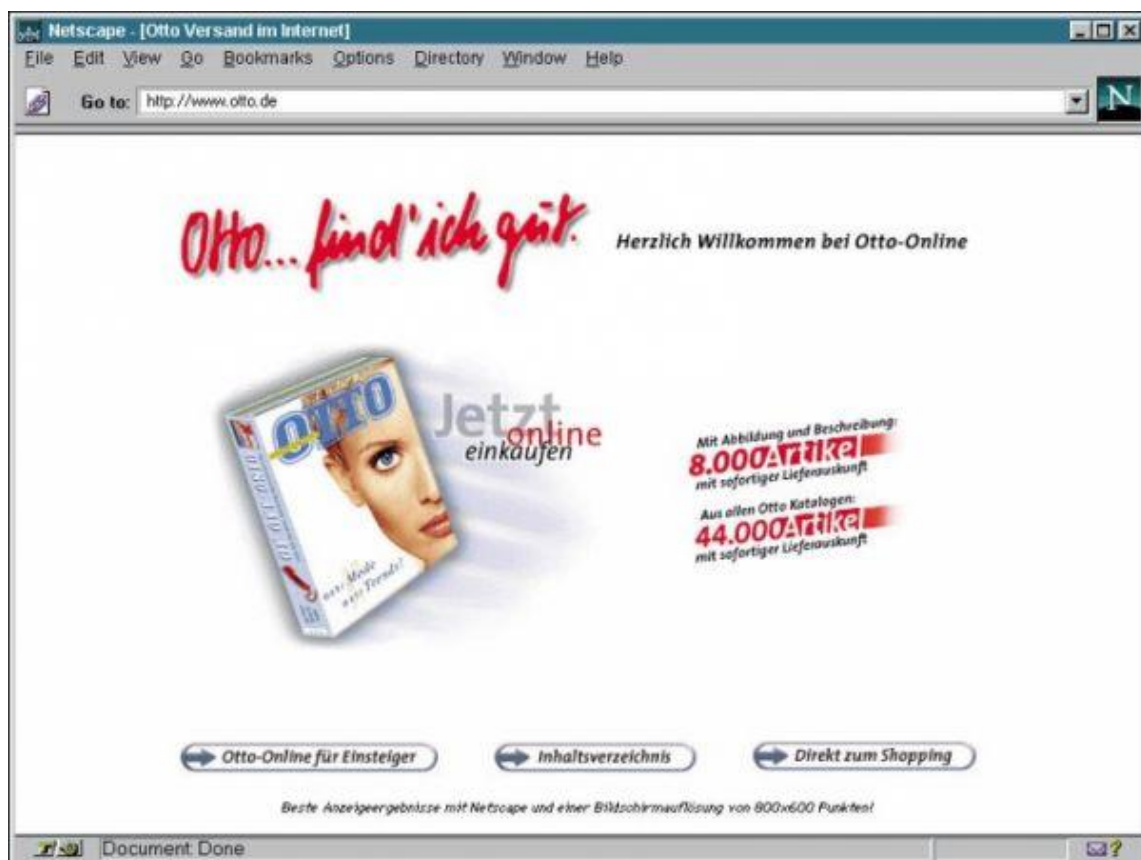 Netscape - [Otto Versand im Internet]
File Edit View Go Bookmarks Options Directory Window Help
Go to: http://www.otto.de
N
Otto... find' ich gut.
Herzlich Willkommen bei Otto-Online
OTTO
Jetzt
online
einkaufen
Mit Abbildung und Beschreibung:
8.000 Artikel
mit sofortiger Lieferauskunft
Aus allen Otto Katalogen:
44.000 Artikel
mit sofortiger Lieferauskunft
Mode
Trends!
Otto-Online für Einsteiger
Inhaltsverzeichnis
Direkt zum Shopping
Beste Anzeigeergebnisse mit Netscape und einer Bildschirmauflösung von 800x600 Punkten!
Document: Done